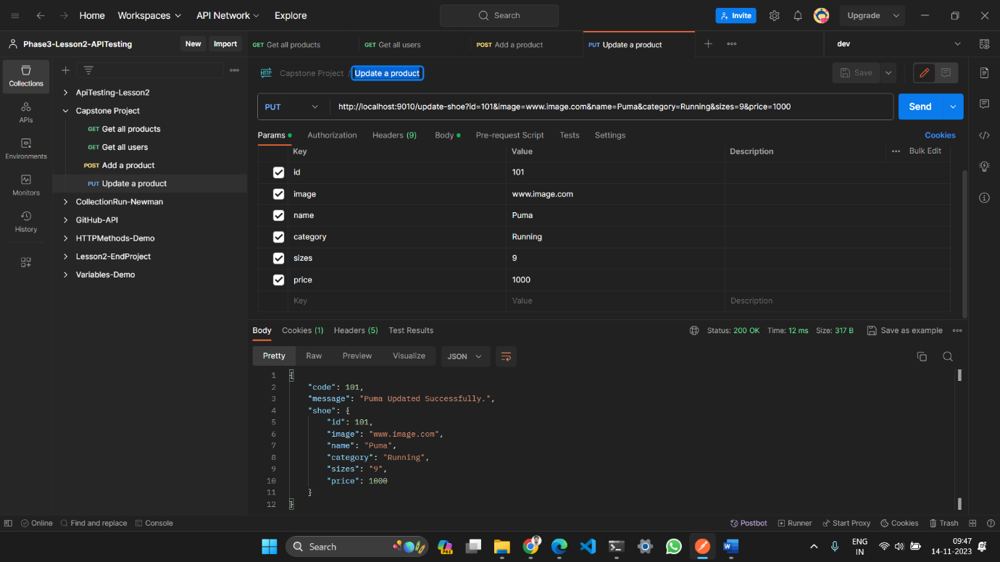 Home Workspaces API Network Explore Search Invite Upgrade
Phase3-Lesson2-APITesting New Import GET Get all products GET Get all users POST Add a product PUT Update a product dev
Collections
APIs
Environments
Monitors
History
ApiTesting-Lesson2
Capstone Project
GET Get all products
GET Get all users
POST Add a product
PUT Update a product
CollectionRun-Newman
GitHub-API
HTTPMethods-Demo
Lesson2-EndProject
Variables-Demo
HTTP Capstone Project / Update a product Save
PUT http://localhost:9010/update-shoe?id=101&image=www.image.com&name=Puma&category=Running&sizes=9&price=1000 Send
Params Authorization Headers (9) Body Pre-request Script Tests Settings Cookies
Key Value Description Bulk Edit
id 101
image www.image.com
name Puma
category Running
sizes 9
price 1000
Key Value Description
Body Cookies (1) Headers (5) Test Results Status: 200 OK Time: 12 ms Size: 317 B Save as example
Pretty Raw Preview Visualize JSON
1 {
2 "code": 101,
3 "message": "Puma Updated Successfully.",
4 "shoe": {
5 "id": 101,
6 "image": "www.image.com",
7 "name": "Puma",
8 "category": "Running",
9 "sizes": "9",
10 "price": 1000
11 }
12 }
Online Find and replace Console Postbot Runner Start Proxy Cookies Trash
Search PRE ENG 09:47
IN 14-11-2023